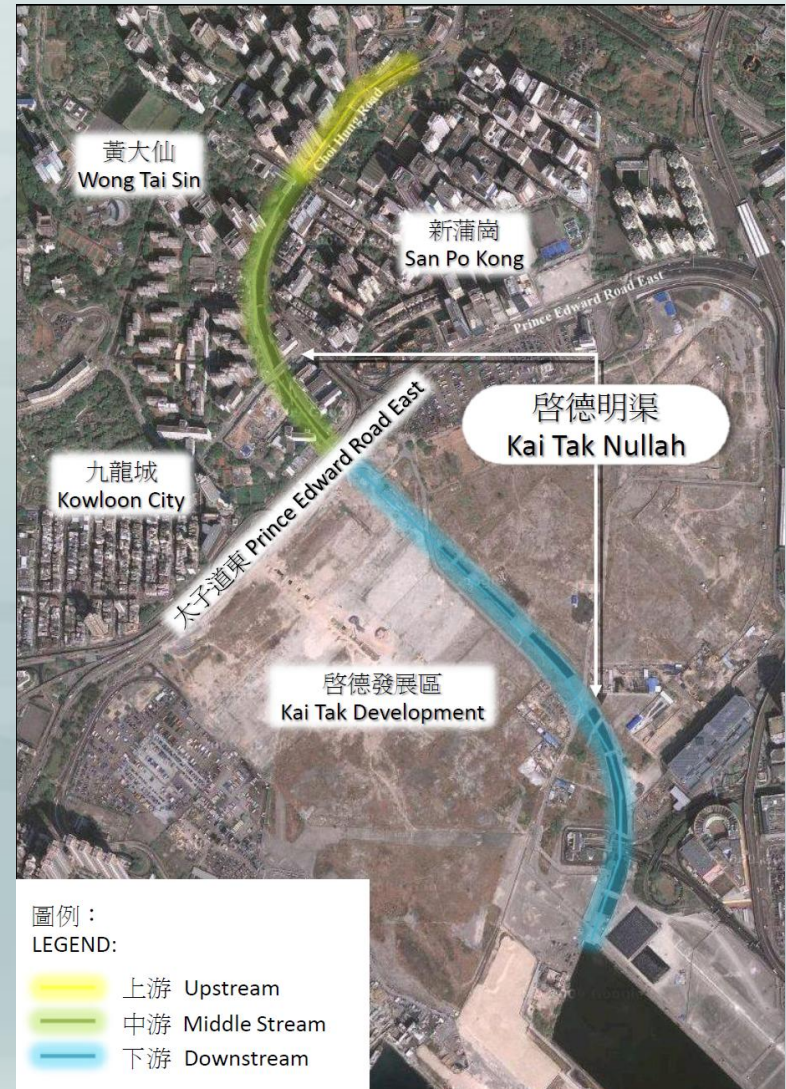 Choi Hung Road
黃大仙
Wong Tai Sin
新蒲崗
San Po Kong
Prince Edward Road East
啓德明渠
Kai Tak Nullah
九龍城
Kowloon City
太子道東 Prince Edward Road East
啓德發展區
Kai Tak Development
圖例：
LEGEND:
上游 Upstream
中游 Middle Stream
下游 Downstream